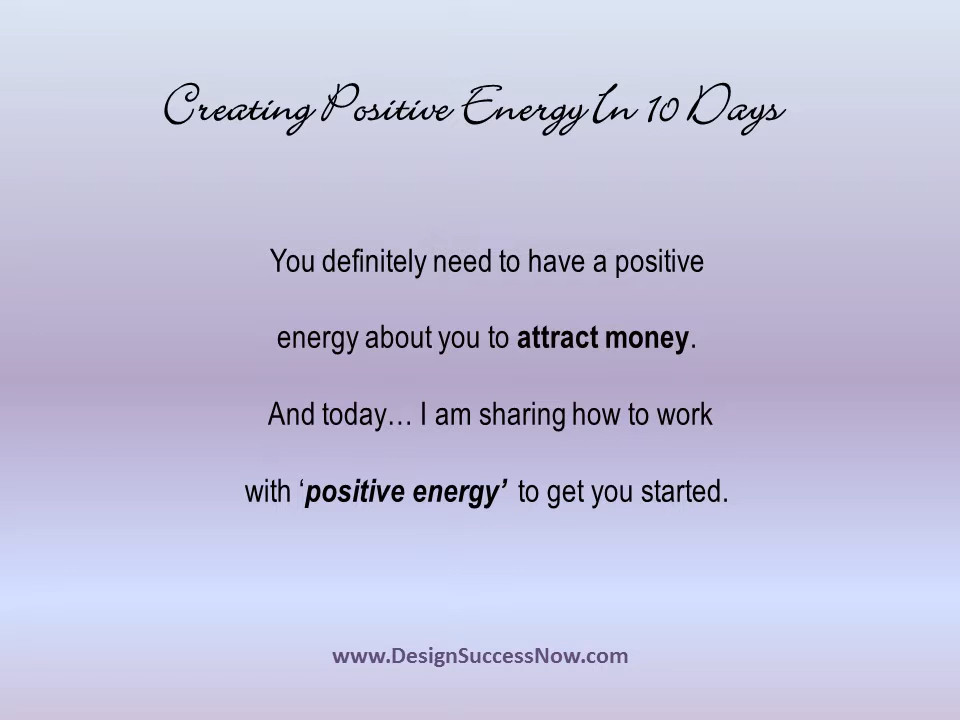 Creating Positive Energy In 10 Days
You definitely need to have a positive
energy about you to attract money.
And today… I am sharing how to work
with ‘positive energy’ to get you started.
www.DesignSuccessNow.com